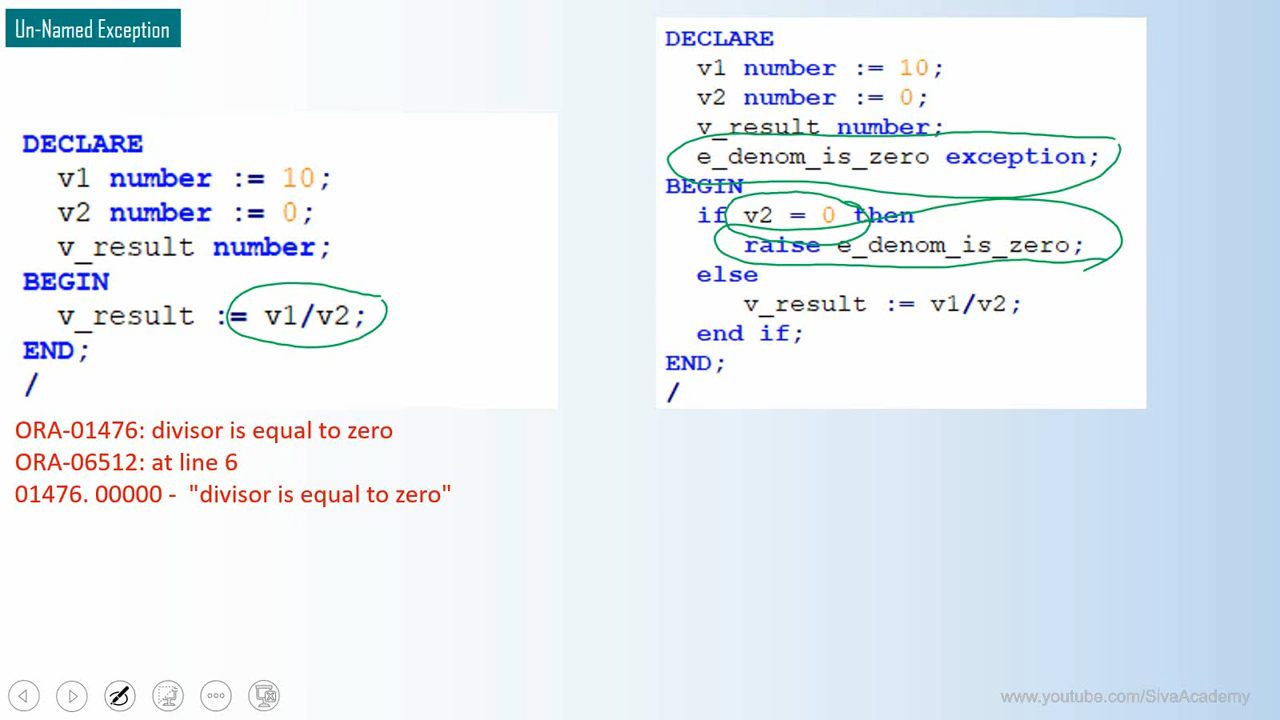 Un-Named Exception
DECLARE
v1 number := 10;
v2 number := 0;
v_result number;
BEGIN
v_result := v1/v2;
END;
/
ORA-01476: divisor is equal to zero
ORA-06512: at line 6
01476. 00000 - "divisor is equal to zero"
DECLARE
v1 number := 10;
v2 number := 0;
v_result number;
e_denom_is_zero exception;
BEGIN
if v2 = 0 then
raise e_denom_is_zero;
else
v_result := v1/v2;
end if;
END;
/
www.youtube.com/SivaAcademy